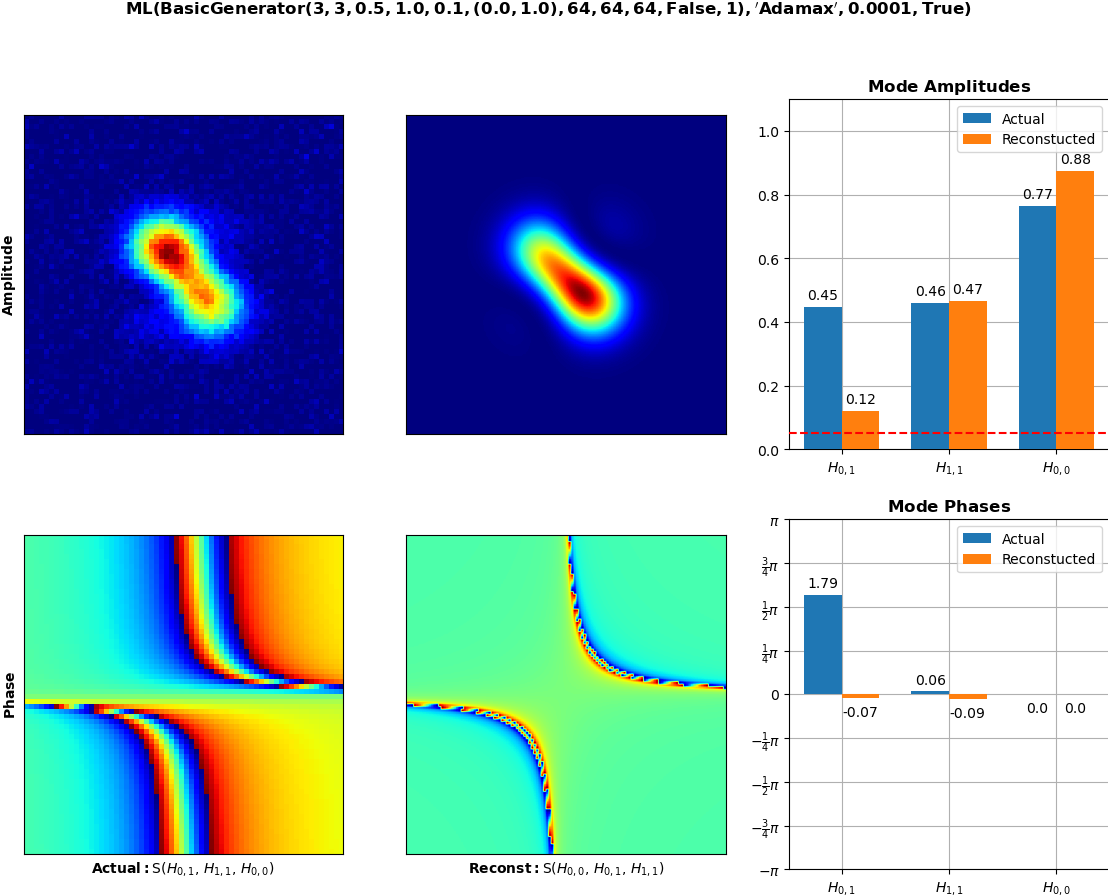 ML(BasicGenerator(3, 3, 0.5, 1.0, 0.1, (0.0, 1.0), 64, 64, 64, False, 1), ′Adamax′, 0.0001, True)
Amplitude
Mode Amplitudes
Actual
Reconstucted
1.0
0.8
0.6
0.4
0.2
0.0
0.45
0.12
0.46
0.47
0.77
0.88
H0, 1
H1, 1
H0, 0
Phase
Actual: S(H0, 1, H1, 1, H0, 0)
Reconst: S(H0, 0, H0, 1, H1, 1)
Mode Phases
Actual
Reconstucted
π
3/4π
1/2π
1/4π
0
−1/4π
−1/2π
−3/4π
−π
1.79
-0.07
0.06
-0.09
0.0
0.0
H0, 1
H1, 1
H0, 0